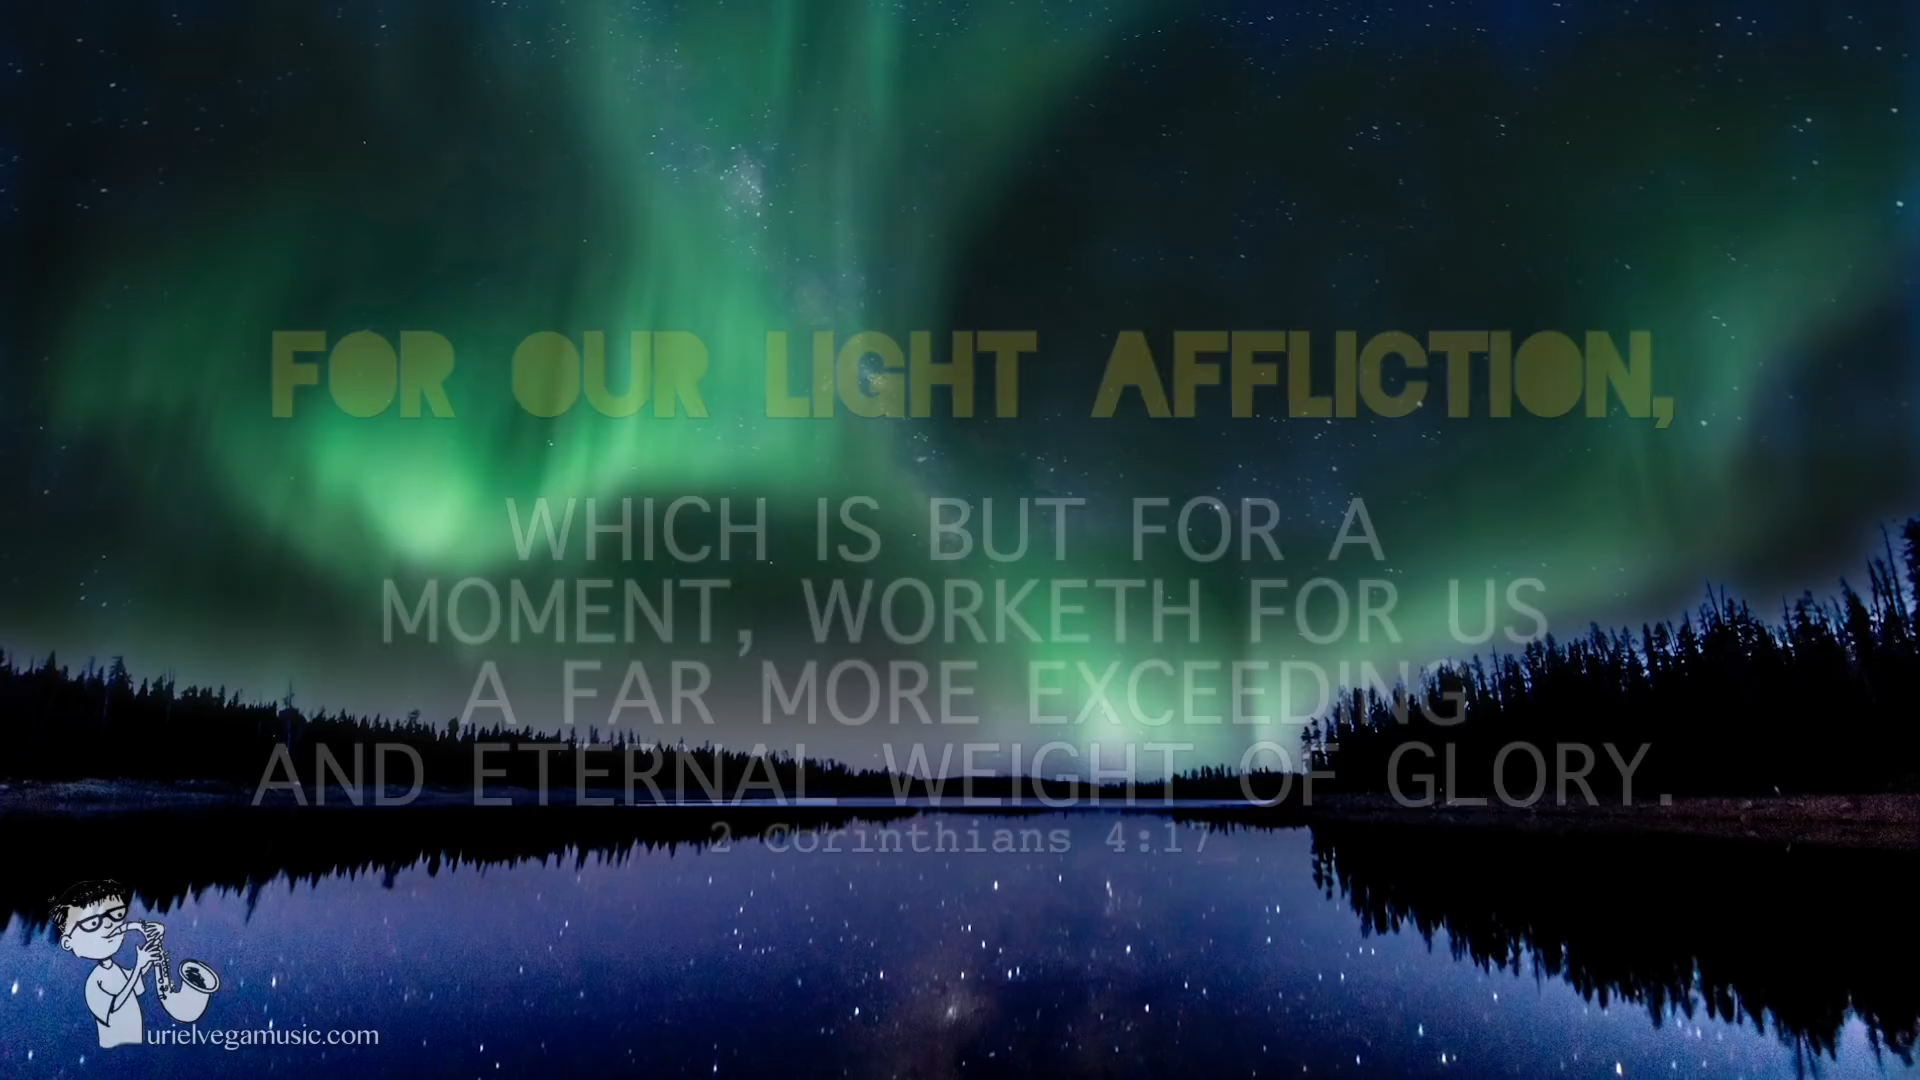 FOR OUR LIGHT AFFLICTION,
WHICH IS BUT FOR A
MOMENT, WORKETH FOR US
A FAR MORE EXCEEDING
AND ETERNAL WEIGHT OF GLORY.
2 Corinthians 4:17
urielvegamusic.com